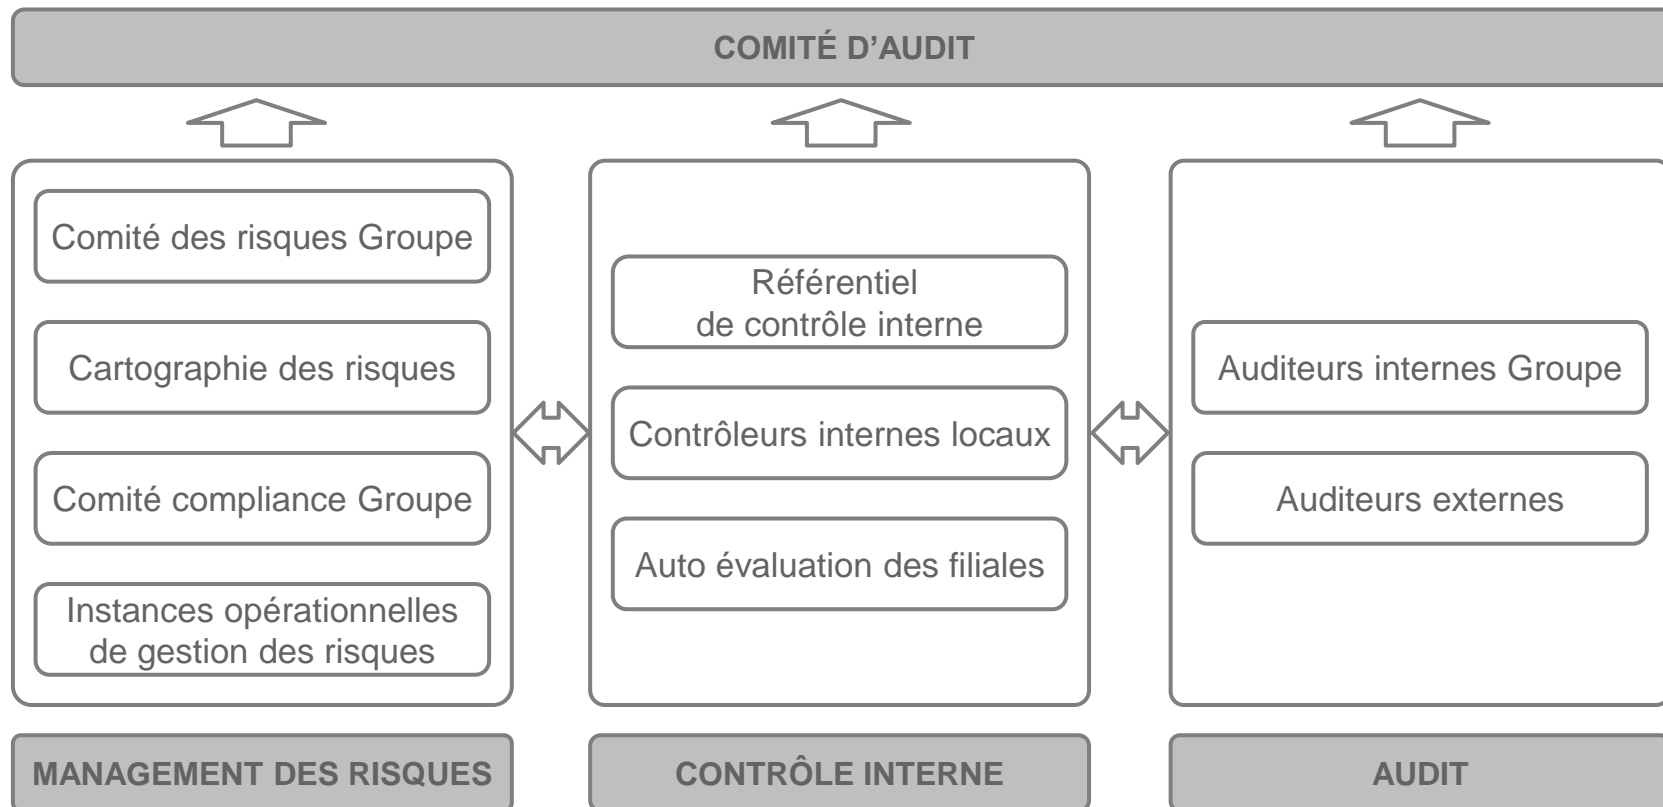 COMITÉ D’AUDIT
Comité des risques Groupe
Cartographie des risques
Comité compliance Groupe
Instances opérationnelles
de gestion des risques
MANAGEMENT DES RISQUES
Référentiel
de contrôle interne
Contrôleurs internes locaux
Auto évaluation des filiales
CONTRÔLE INTERNE
Auditeurs internes Groupe
Auditeurs externes
AUDIT